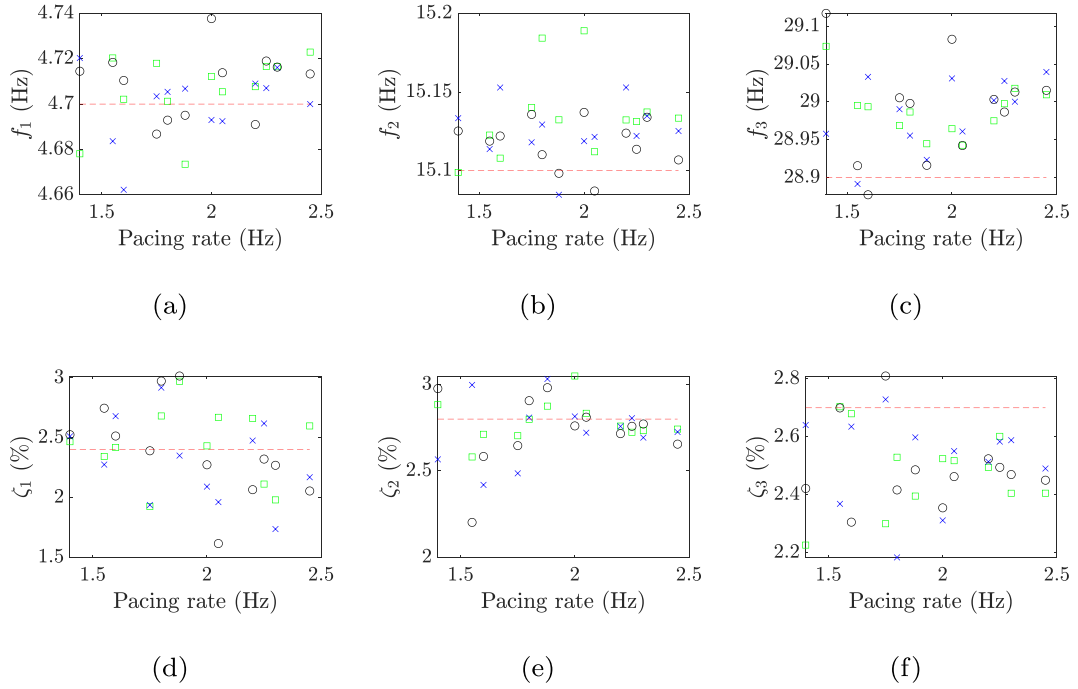 4.74
4.72
4.7
4.68
4.66
f₁ (Hz)
1.5 2 2.5
Pacing rate (Hz)
(a)
15.2
15.15
15.1
f₂ (Hz)
1.5 2 2.5
Pacing rate (Hz)
(b)
29.1
29.05
29
28.95
28.9
f₃ (Hz)
1.5 2 2.5
Pacing rate (Hz)
(c)
3
2.5
2
1.5
ζ₁ (%)
1.5 2 2.5
Pacing rate (Hz)
(d)
3
2.5
2
ζ₂ (%)
1.5 2 2.5
Pacing rate (Hz)
(e)
2.8
2.6
2.4
2.2
ζ₃ (%)
1.5 2 2.5
Pacing rate (Hz)
(f)